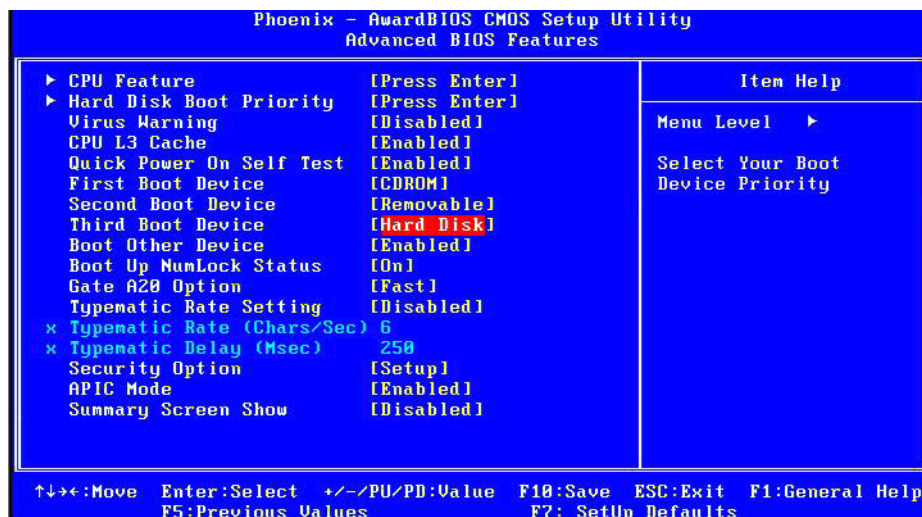 Phoenix - AwardBIOS CMOS Setup Utility
Advanced BIOS Features
▶ CPU Feature [Press Enter]
▶ Hard Disk Boot Priority [Press Enter]
Virus Warning [Disabled]
CPU L3 Cache [Enabled]
Quick Power On Self Test [Enabled]
First Boot Device [CDROM]
Second Boot Device [Removable]
Third Boot Device [Hard Disk]
Boot Other Device [Enabled]
Boot Up NumLock Status [On]
Gate A20 Option [Fast]
Typematic Rate Setting [Disabled]
x Typematic Rate (Chars/Sec) 6
x Typematic Delay (Msec) 250
Security Option [Setup]
APIC Mode [Enabled]
Summary Screen Show [Disabled]
Item Help
Menu Level ▶
Select Your Boot
Device Priority
↑↓→←:Move Enter:Select +/-/PU/PD:Value F10:Save ESC:Exit F1:General Help
F5:Previous Values F7: SetUp Defaults